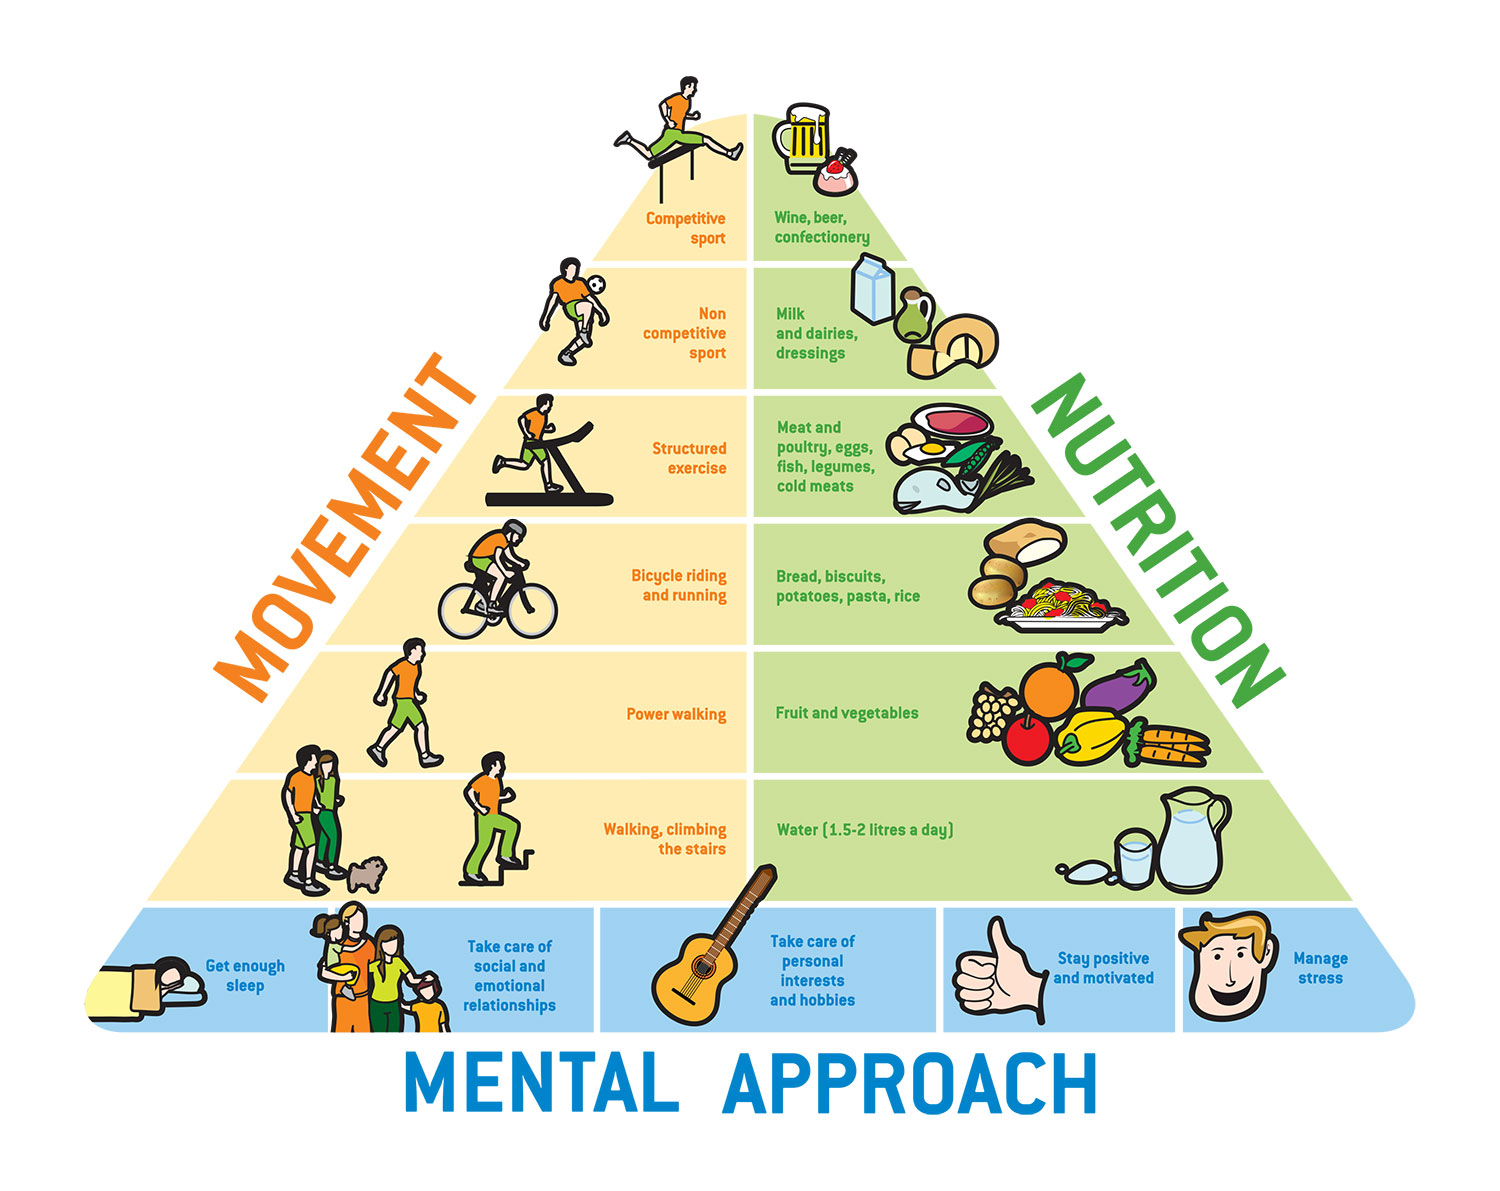 Competitive
sport
Wine, beer,
confectionery
Non
competitive
sport
Milk
and dairies,
dressings
MOVEMENT
NUTRITION
Structured
exercise
Meat and
poultry, eggs,
fish, legumes,
cold meats
Bicycle riding
and running
Bread, biscuits,
potatoes, pasta, rice
Power walking
Fruit and vegetables
Walking, climbing
the stairs
Water (1.5-2 litres a day)
Get enough
sleep
Take care of
social and
emotional
relationships
Take care of
personal
interests
and hobbies
Stay positive
and motivated
Manage
stress
MENTAL APPROACH